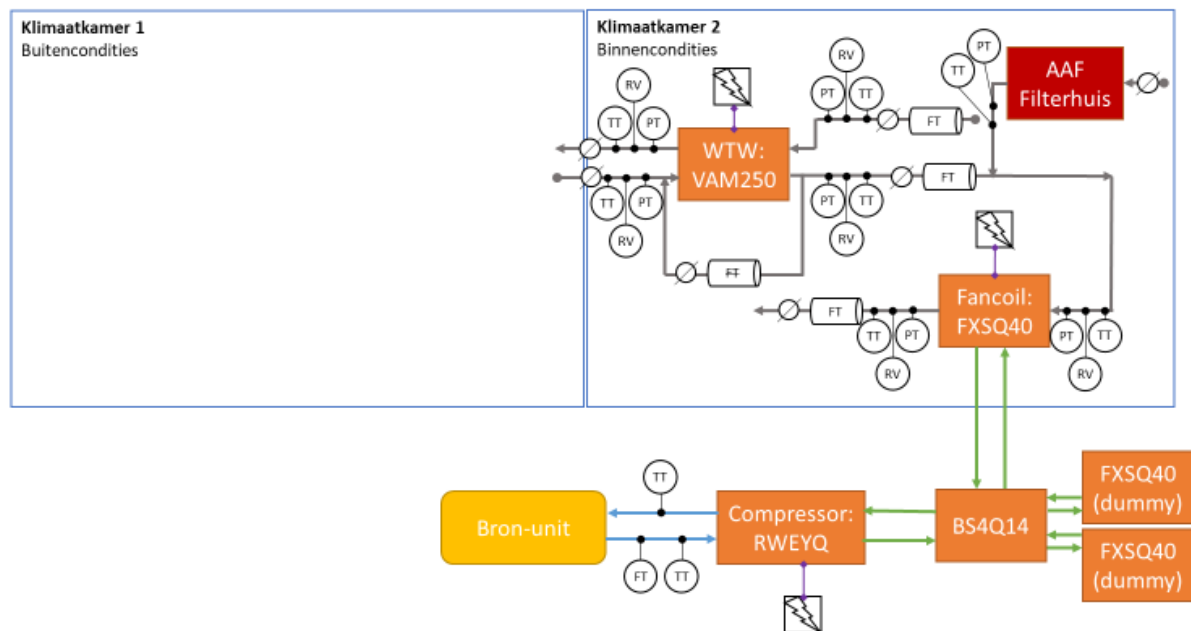 Klimaatkamer 1
Buitencondities
Klimaatkamer 2
Binnencondities
RV
TT
PT
RV
PT
TT
FT
PT
TT
AAF
Filterhuis
WTW:
VAM250
TT
PT
RV
PT
TT
RV
FT
FT
Fancoil:
FXSQ40
FT
TT
PT
RV
PT
TT
RV
TT
Bron-unit
FT
TT
Compressor:
RWEYQ
BS4Q14
FXSQ40
(dummy)
FXSQ40
(dummy)